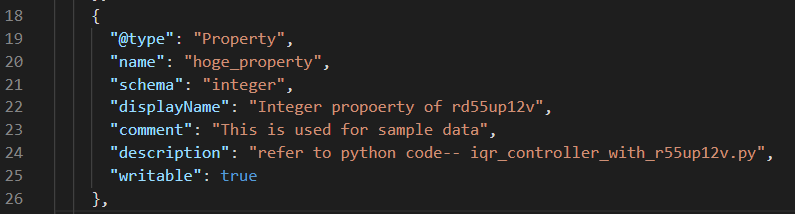 18 {
19 "@type": "Property",
20 "name": "hoge_property",
21 "schema": "integer",
22 "displayName": "Integer propoerty of rd55up12v",
23 "comment": "This is used for sample data",
24 "description": "refer to python code-- iqr_controller_with_r55up12v.py",
25 "writable": true
26 },